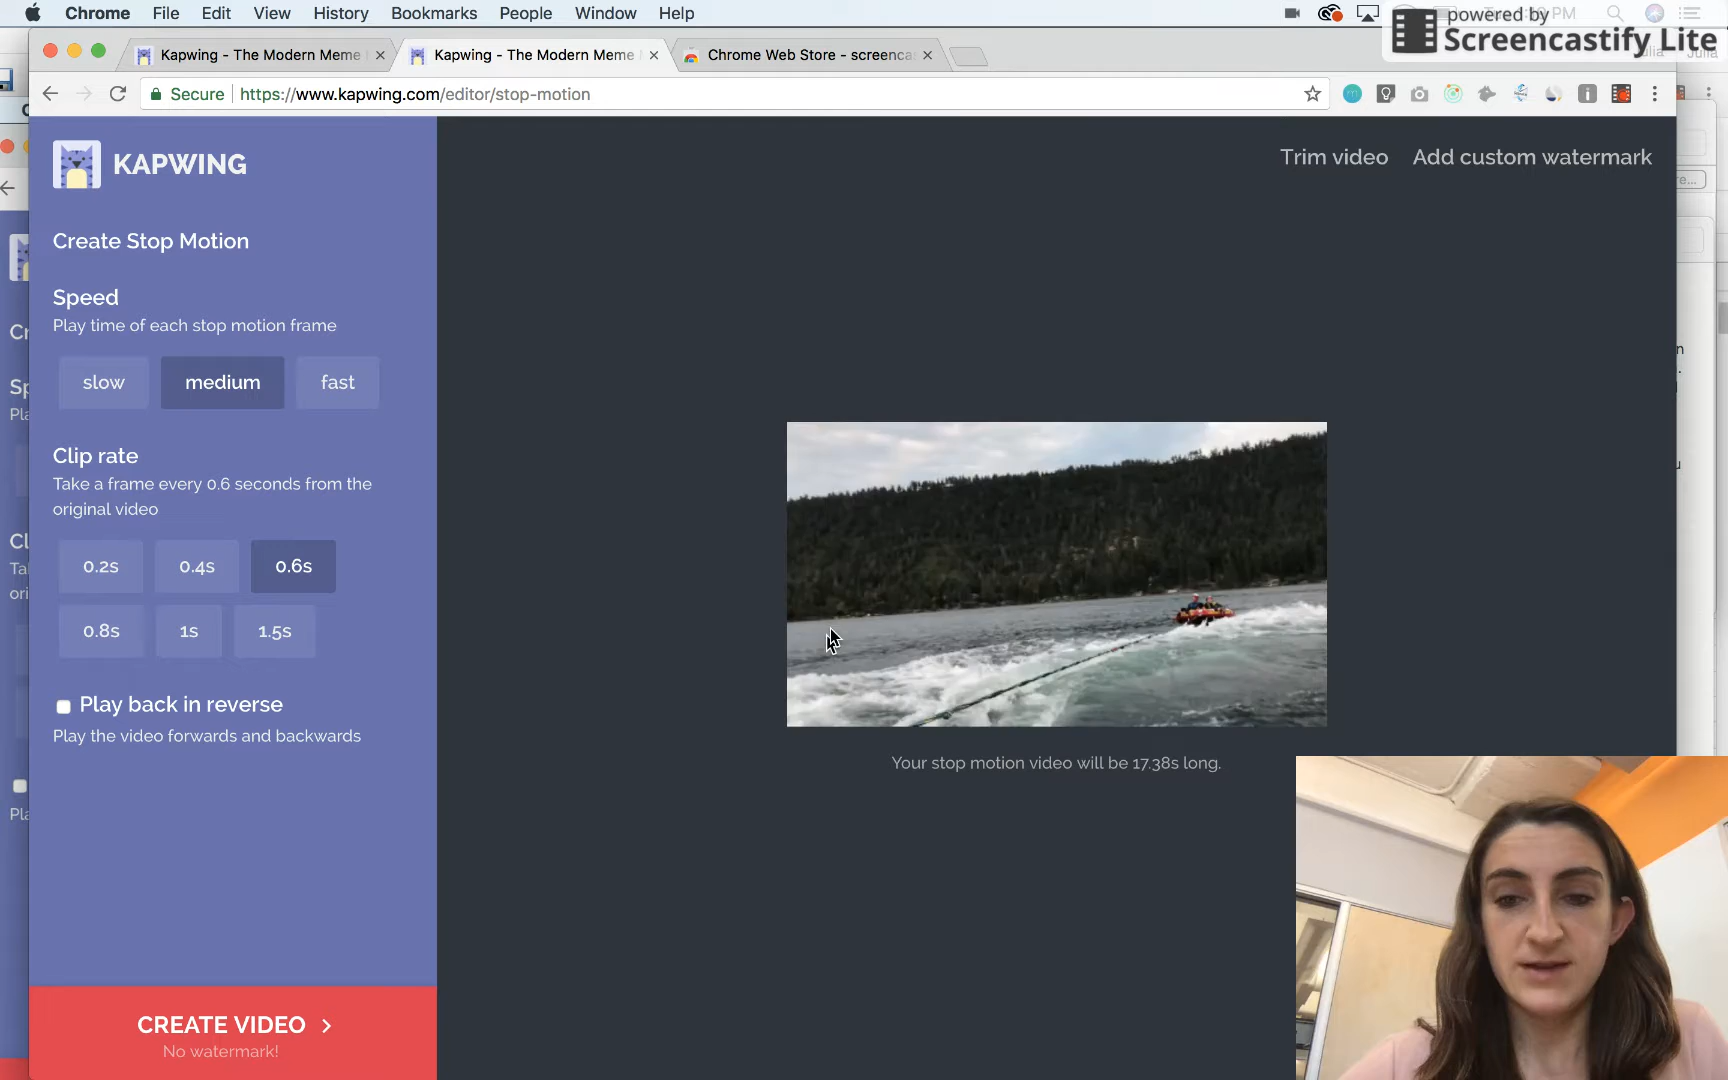 Chrome File Edit View History Bookmarks People Window Help
powered by
Screencastify Lite
Kapwing - The Modern Meme
Kapwing - The Modern Meme
Chrome Web Store - screenca
Secure https://www.kapwing.com/editor/stop-motion
KAPWING
Trim video Add custom watermark
Create Stop Motion
Speed
Play time of each stop motion frame
slow medium fast
Clip rate
Take a frame every 0.6 seconds from the
original video
0.2s 0.4s 0.6s
0.8s 1s 1.5s
Play back in reverse
Play the video forwards and backwards
Your stop motion video will be 17.38s long.
CREATE VIDEO
No watermark!